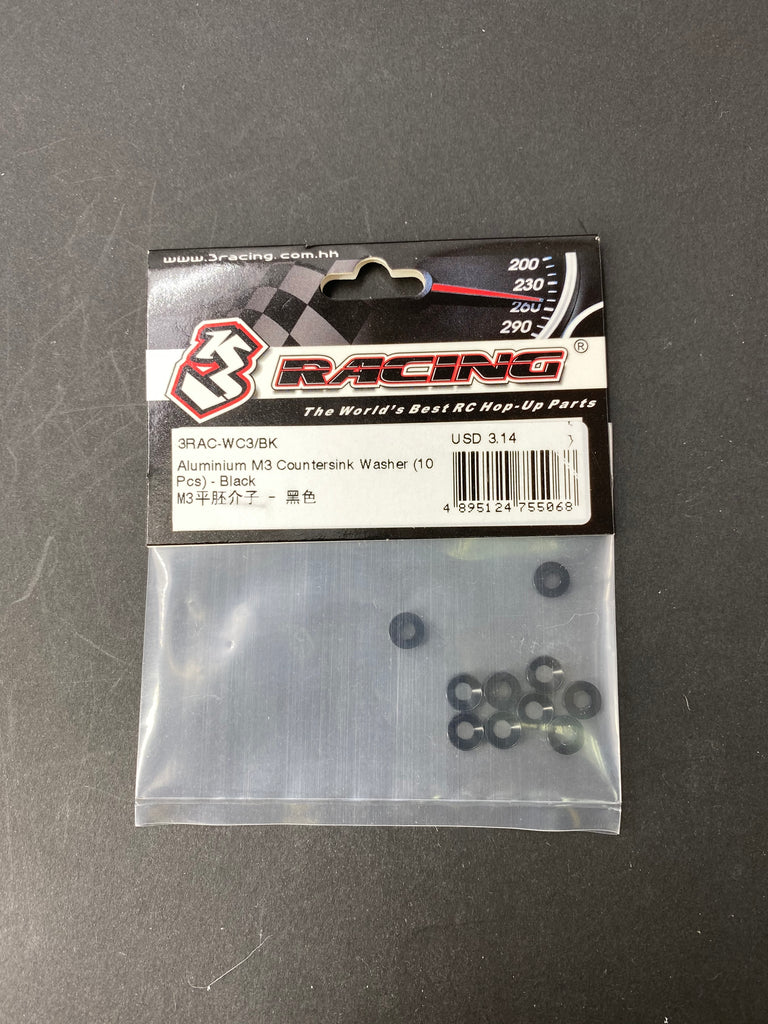 www.3racing.com.hk
200
230
260
290
3 RACING®
The World's Best RC Hop-Up Parts
3RAC-WC3/BK
USD 3.14
Aluminium M3 Countersink Washer (10
Pcs) - Black
M3平胚介子 - 黑色
4 895124 755068